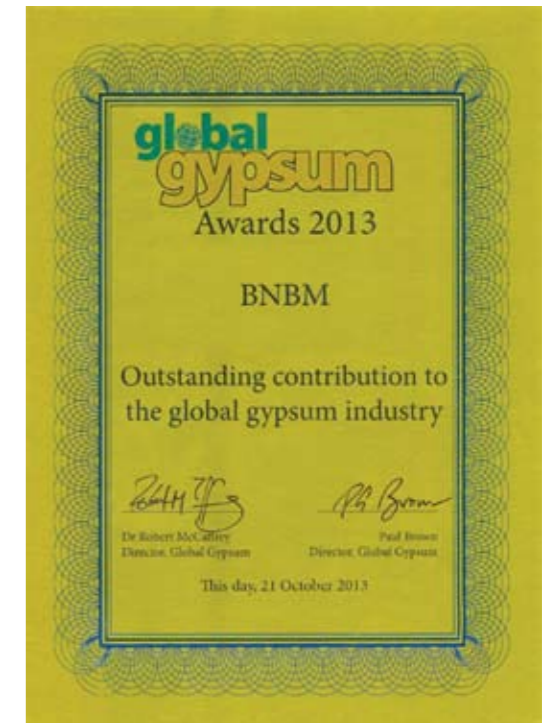 global
gypsum
Awards 2013
BNBM
Outstanding contribution to
the global gypsum industry
Dr Robert McCaffrey
Director, Global Gypsum
Paul Brown
Director, Global Gypsum
This day, 21 October 2013